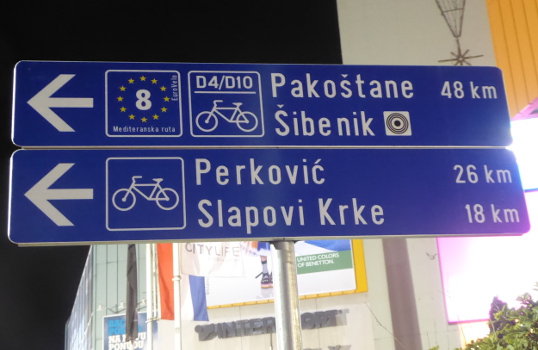 8
EuroVelo
Mediteranska ruta
D4/D10
Pakoštane 48 km
Šibenik
Perković 26 km
Slapovi Krke 18 km
CITYLIFE
UNITED COLORS
OF BENETTON.